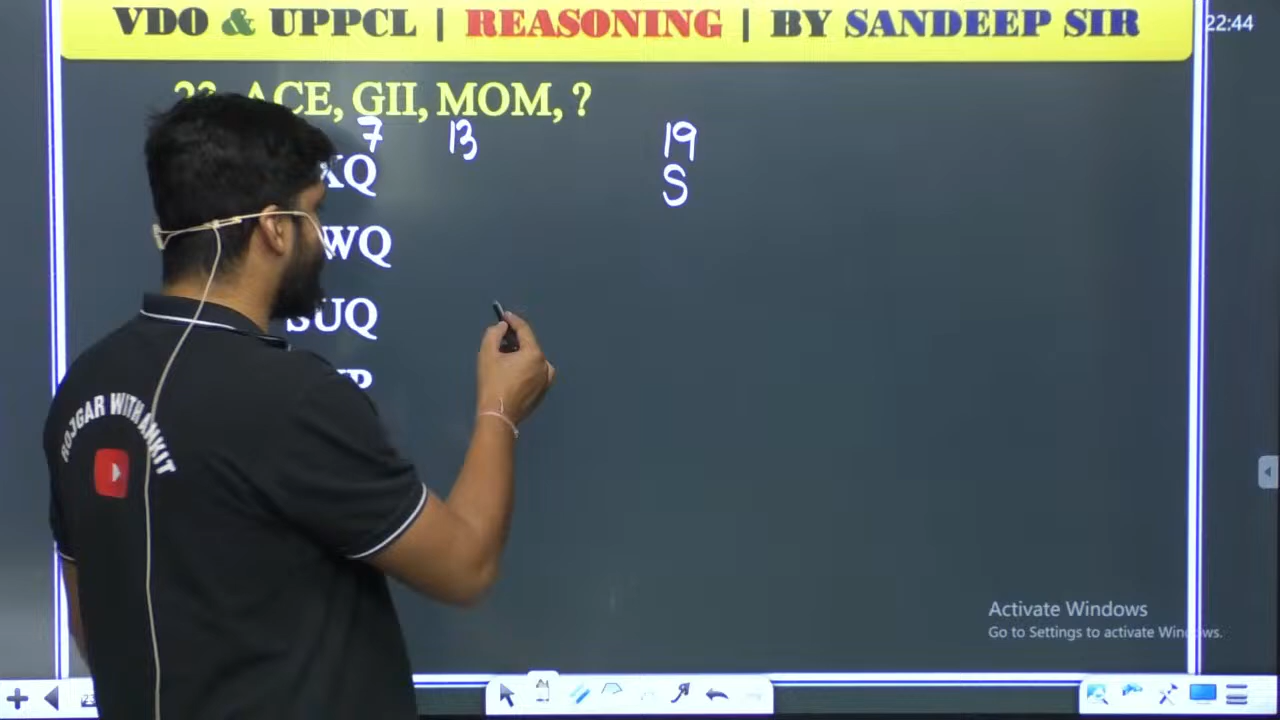 VDO & UPPCL | REASONING | BY SANDEEP SIR
22:44
ACE, GII, MOM, ?
7 13 19
XQ S
WQ
SUQ
ROJGAR WITH ANKIT
Activate Windows
Go to Settings to activate Windows.
23